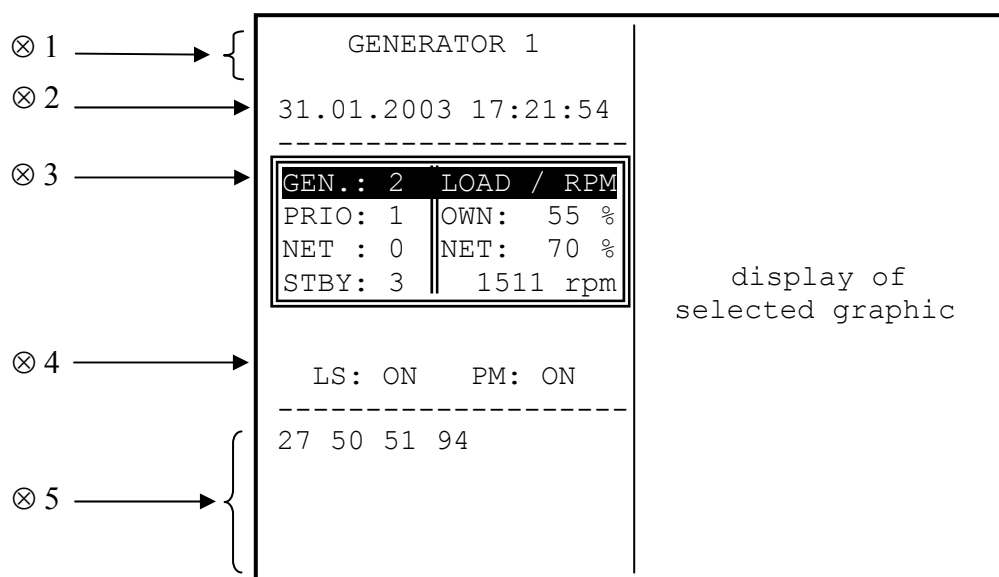 ⊗ 1
GENERATOR 1
⊗ 2
31.01.2003 17:21:54
--------------------
⊗ 3
GEN.: 2 LOAD / RPM
PRIO: 1 OWN: 55 %
NET : 0 NET: 70 %
STBY: 3 1511 rpm
display of
selected graphic
⊗ 4
LS: ON PM: ON
--------------------
27 50 51 94
⊗ 5